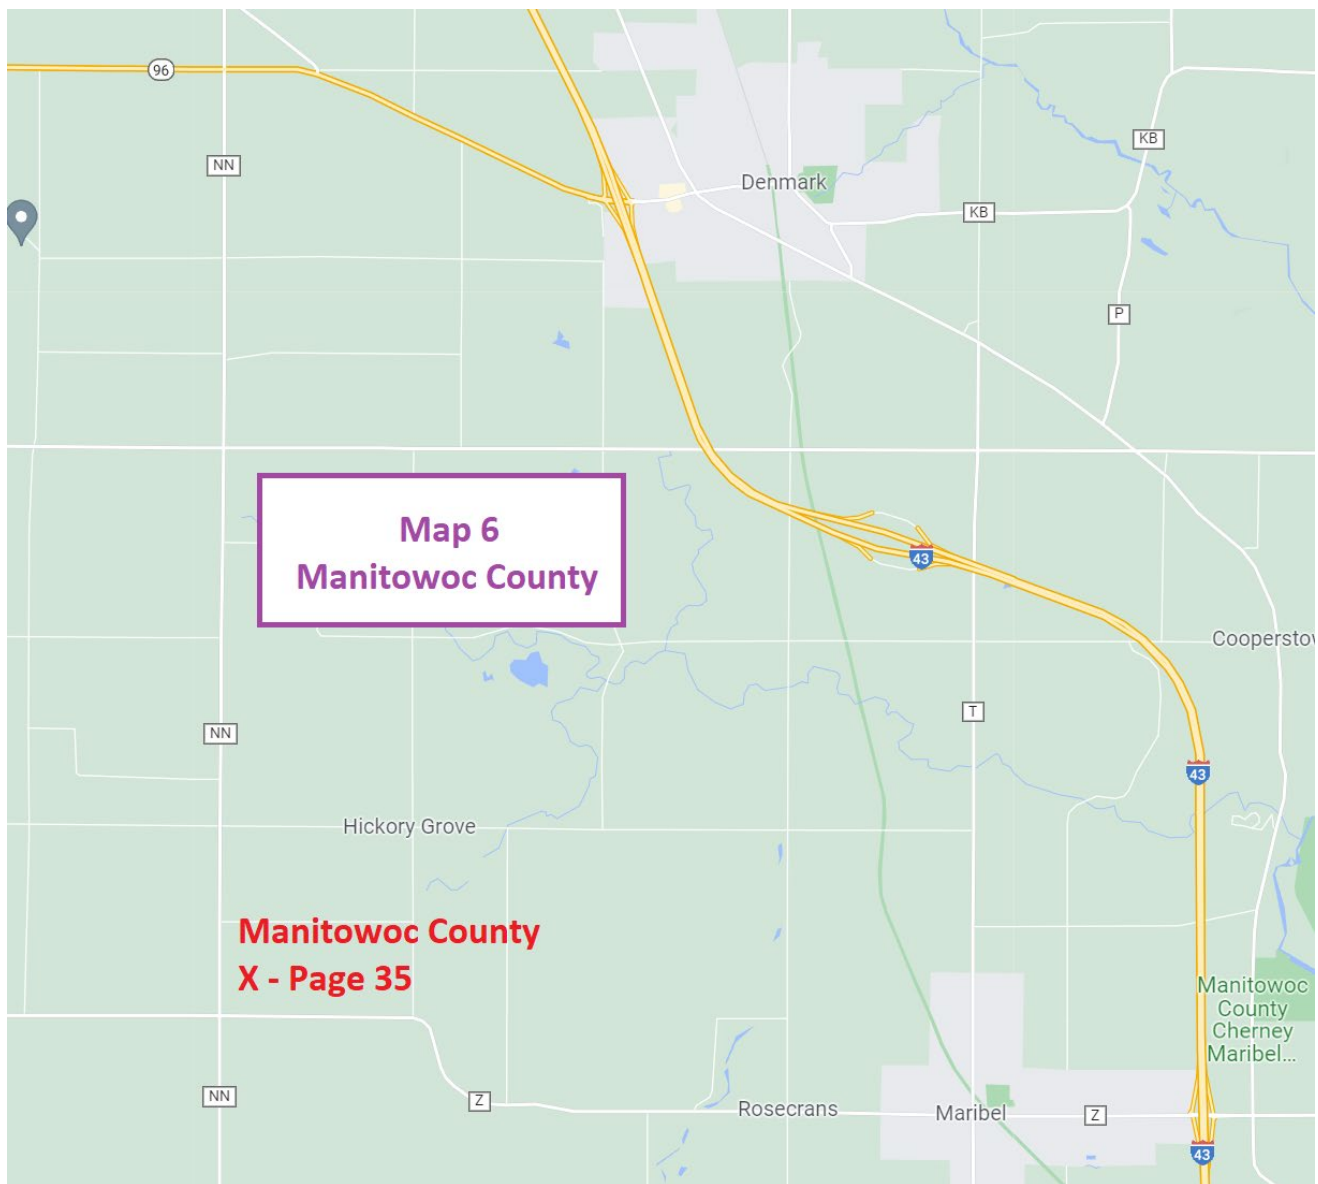 96
NN
KB
Denmark
KB
P
Map 6
Manitowoc County
43
Cooperstov
T
NN
43
Hickory Grove
Manitowoc County
X - Page 35
Manitowoc
County
Cherney
Maribel...
NN
Z
Rosecrans
Maribel
Z
43